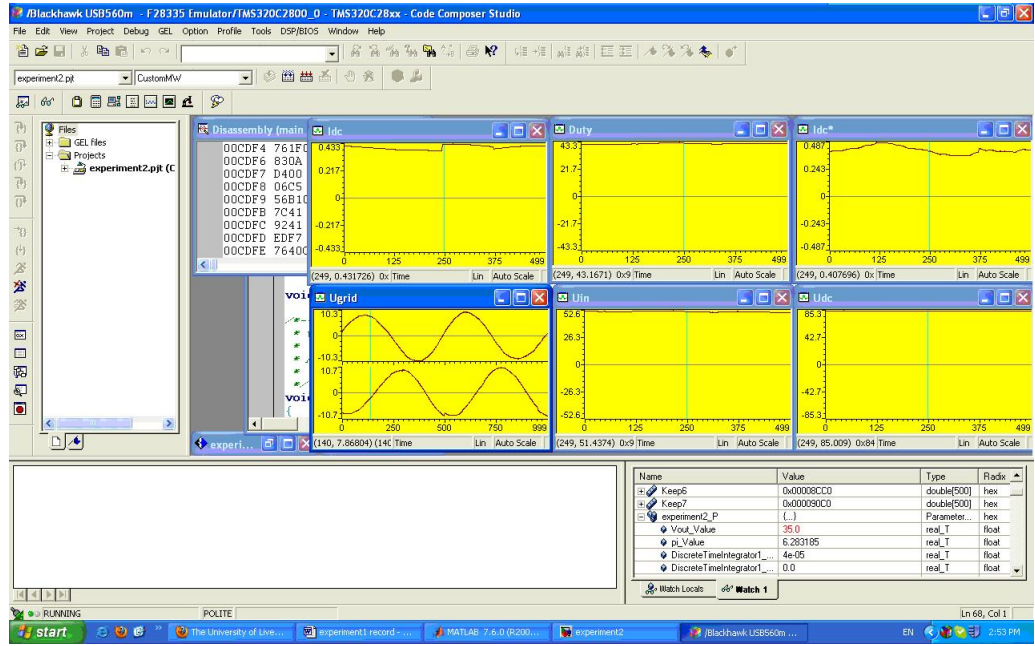 /Blackhawk USB560m - F28335 Emulator/TMS320C2800_0 - TMS320C28xx - Code Composer Studio
File Edit View Project Debug GEL Option Profile Tools DSP/BIOS Window Help
experiment2.pjt CustomMW
Files
GEL files
Projects
experiment2.pjt (C
Disassembly (main
00CDF4 761F
00CDF6 830A
00CDF7 D400
00CDF8 06C5
00CDF9 56B1
00CDFB 7C41
00CDFC 9241
00CDFD EDF7
00CDFE 7640
Idc
0.433
0.217
0
-0.217
-0.433
0 125 250 375 499
(249, 0.431726) 0x Time Lin Auto Scale
Duty
43.3
21.7
0
-21.7
-43.3
0 125 250 375 499
(249, 43.1671) 0x9 Time Lin Auto Scale
Idc*
0.487
0.243
0
-0.243
-0.487
0 125 250 375 499
(249, 0.407696) 0x Time Lin Auto Scale
voi
voi
{
Ugrid
10.3
0
-10.3
10.7
0
-10.7
0 250 500 750 999
(140, 7.86804) (140 Time Lin Auto Scale
Uin
52.6
26.3
0
-26.3
-52.6
0 125 250 375 499
(249, 51.4374) 0x9 Time Lin Auto Scale
Udc
85.3
42.7
0
-42.7
-85.3
0 125 250 375 499
(249, 85.009) 0x84 Time Lin Auto Scale
experi...
Name Value Type Radix
Keep6 0x00008CC0 double[500] hex
Keep7 0x000090C0 double[500] hex
experiment2_P {...} Parameter... hex
Vout_Value 35.0 real_T float
pi_Value 6.283185 real_T float
DiscreteTimeIntegrator1_... 4e-05 real_T float
DiscreteTimeIntegrator1_... 0.0 real_T float
Watch Locals Watch 1
RUNNING POLITE Ln 68, Col 1
start The University of Live... experiment1 record - ... MATLAB 7.6.0 (R200... experiment2 /Blackhawk USB560m ... EN 2:53 PM